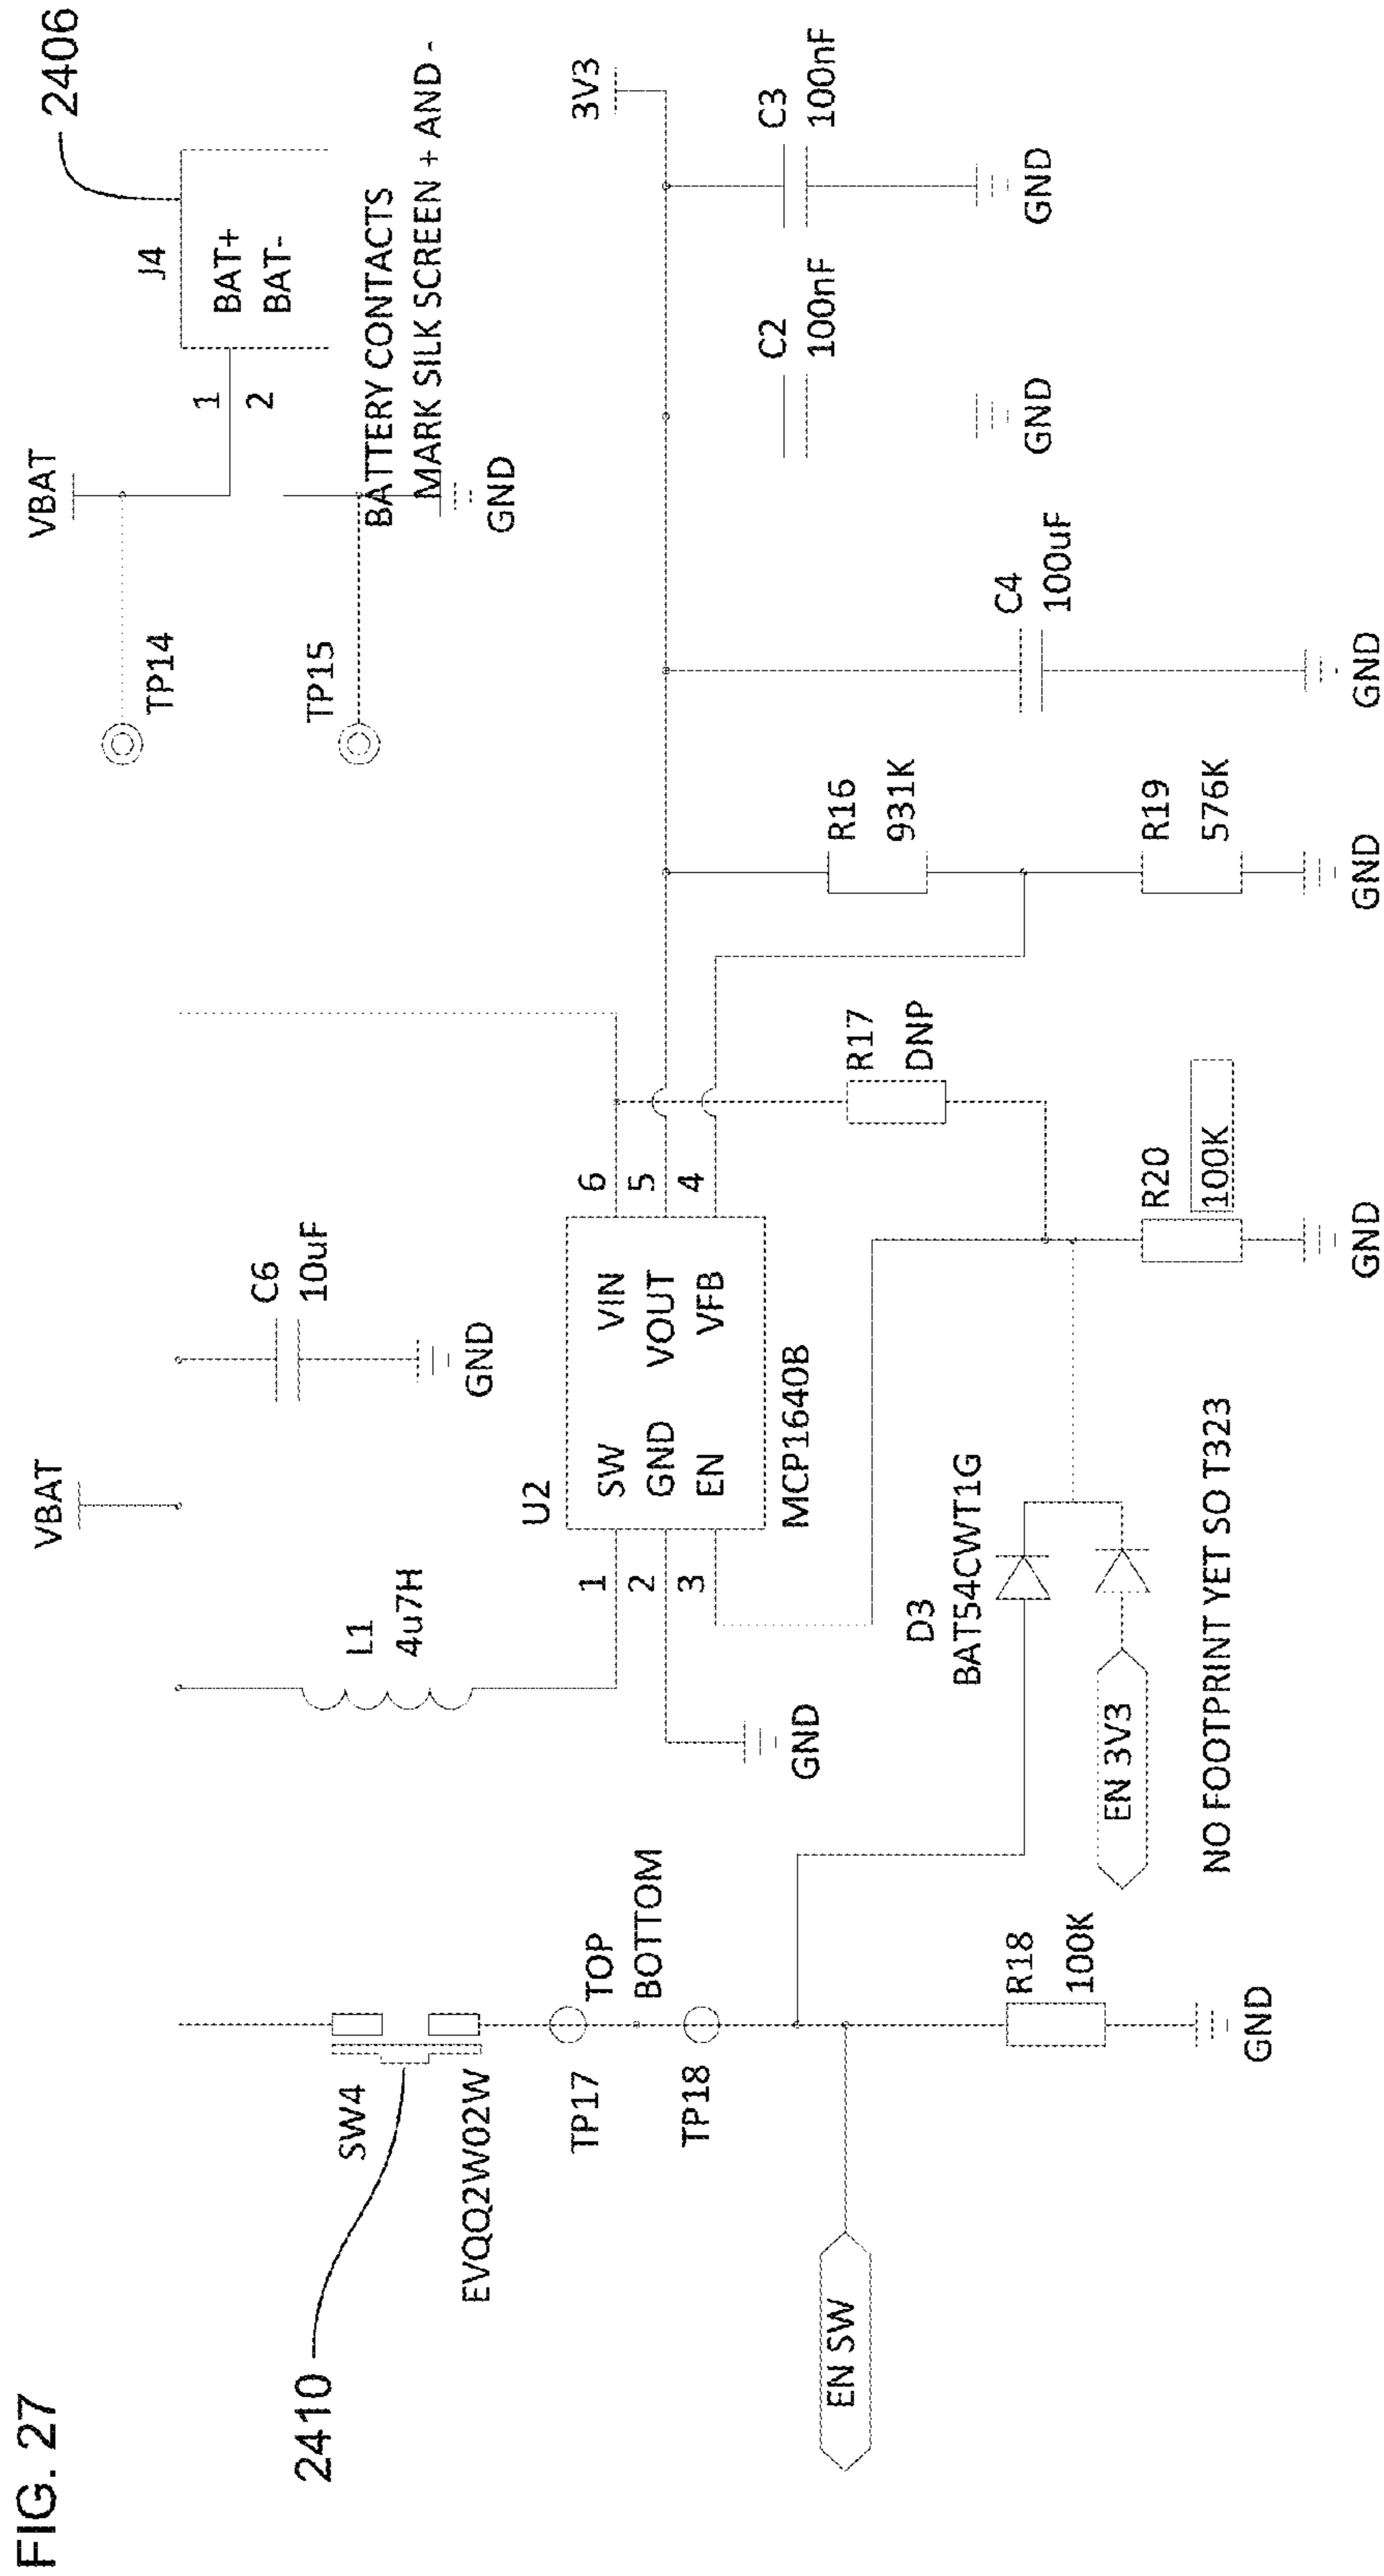 FIG. 27
2410
SW4
EVQQ2W02W
TP17
TOP
BOTTOM
TP18
EN SW
R18
100K
GND
VBAT
L1
4u7H
C6
10uF
GND
U2
1
2
3
SW
GND
EN
VIN
VOUT
VFB
6
5
4
MCP1640B
GND
D3
BAT54CWT1G
EN 3V3
NO FOOTPRINT YET SO T323
R17
DNP
R20
100K
GND
R16
931K
R19
576K
GND
C4
100uF
GND
C2
100nF
GND
C3
100nF
GND
3V3
VBAT
TP14
TP15
1
2
J4
BAT+
BAT-
2406
BATTERY CONTACTS
MARK SILK SCREEN + AND -
GND